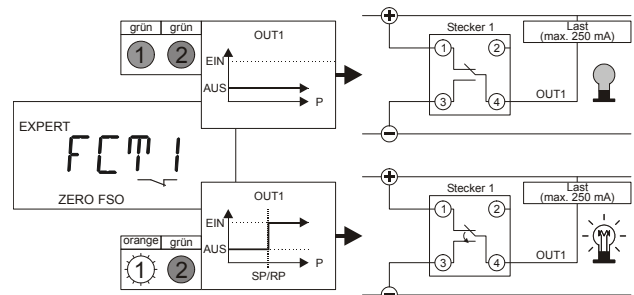 grün grün
1 2
OUT1
EIN
AUS
P
Stecker 1
1 2
3 4
Last
(max. 250 mA)
OUT1
+
-
EXPERT
FCT1
ZERO FSO
OUT1
EIN
AUS
P
SP/RP
orange grün
1 2
Stecker 1
1 2
3 4
Last
(max. 250 mA)
OUT1
+
-